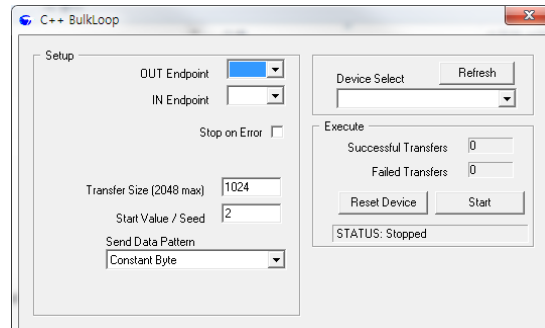 C++ BulkLoop
Setup
OUT Endpoint
IN Endpoint
Stop on Error
Transfer Size (2048 max) 1024
Start Value / Seed 2
Send Data Pattern
Constant Byte
Device Select Refresh
Execute
Successful Transfers 0
Failed Transfers 0
Reset Device Start
STATUS: Stopped